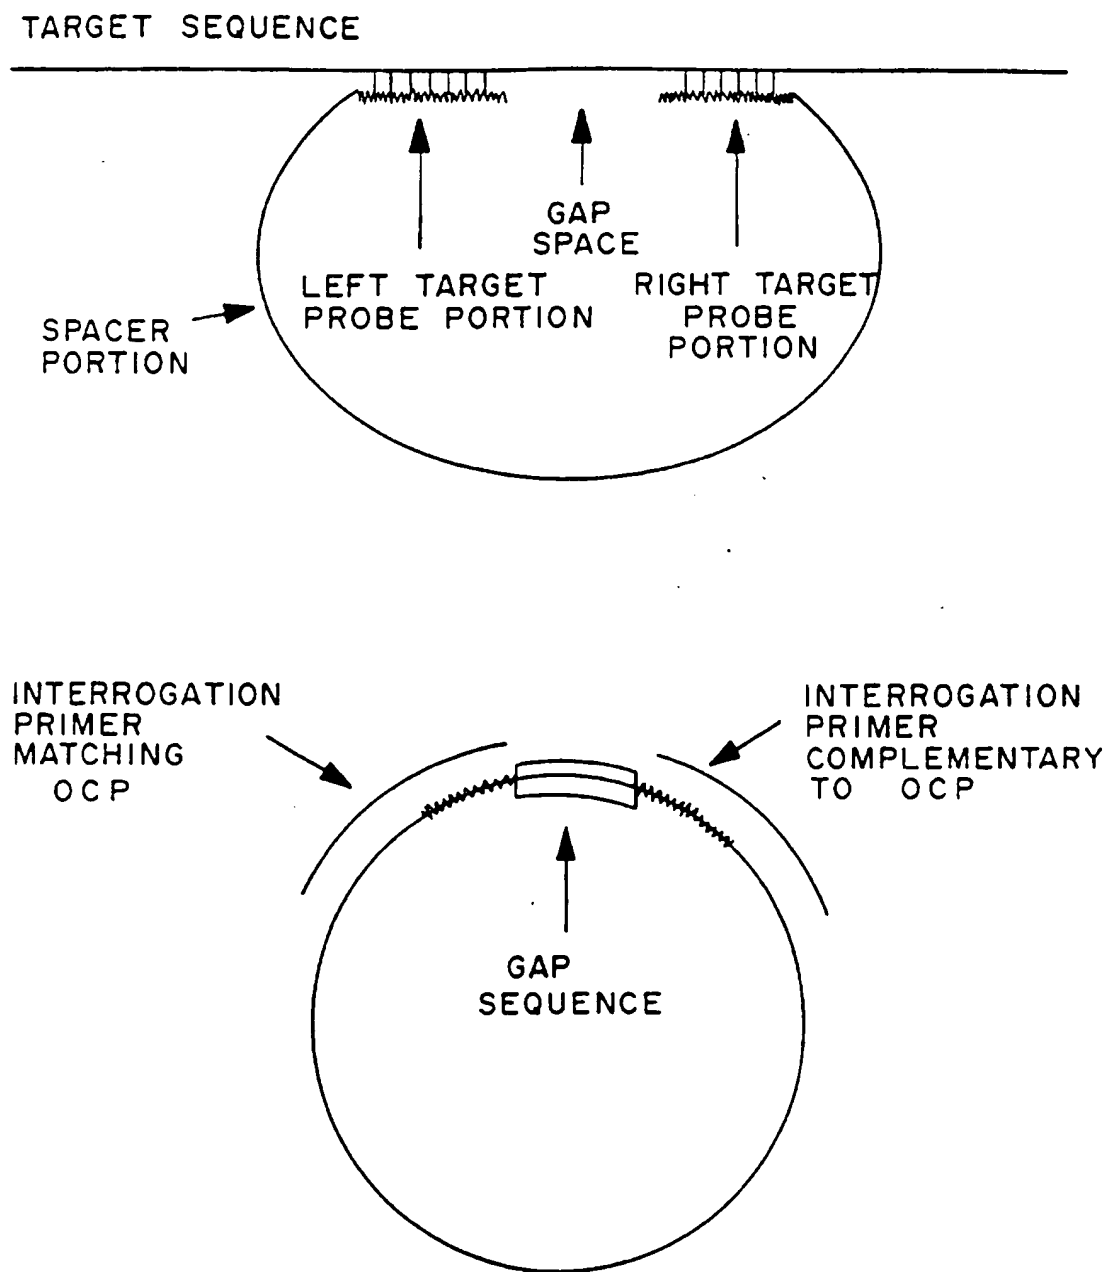 TARGET SEQUENCE
GAP
SPACE
LEFT TARGET
PROBE PORTION
RIGHT TARGET
PROBE
PORTION
SPACER
PORTION
INTERROGATION
PRIMER
MATCHING
OCP
INTERROGATION
PRIMER
COMPLEMENTARY
TO OCP
GAP
SEQUENCE